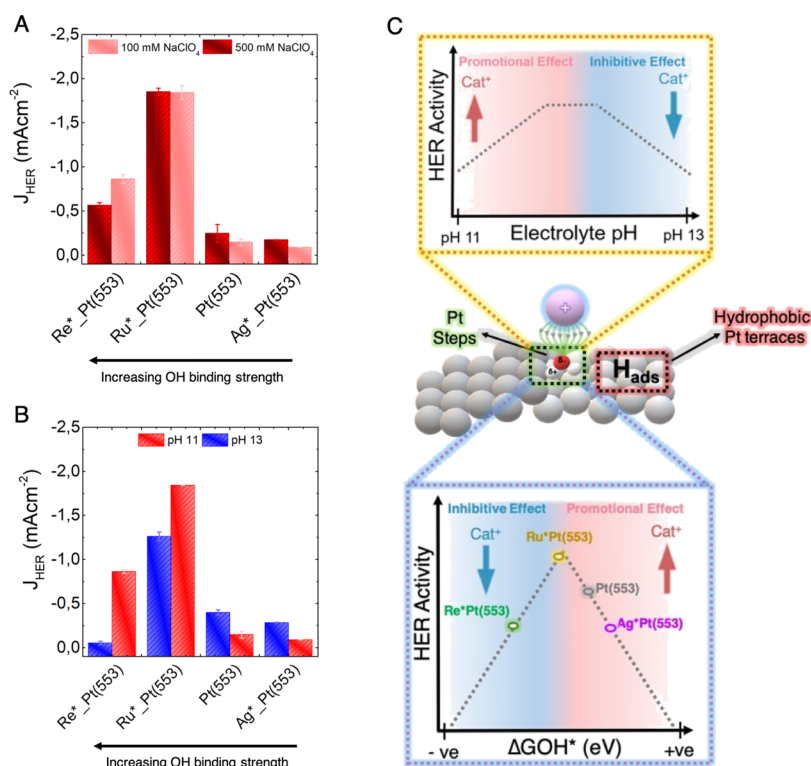 A
-2,5
-2,0
-1,5
-1,0
-0,5
0,0
J_HER (mAcm⁻²)
100 mM NaClO₄
500 mM NaClO₄
Re*_Pt(553)
Ru*_Pt(553)
Pt(553)
Ag*_Pt(553)
Increasing OH binding strength
B
-2,5
-2,0
-1,5
-1,0
-0,5
0,0
J_HER (mAcm⁻²)
pH 11
pH 13
Re*_Pt(553)
Ru*_Pt(553)
Pt(553)
Ag*_Pt(553)
Increasing OH binding strength
C
Promotional Effect
Inhibitive Effect
Cat⁺
Cat⁺
HER Activity
pH 11
Electrolyte pH
pH 13
Pt
Steps
+
δ-
δ+
H_ads
Hydrophobic
Pt terraces
Inhibitive Effect
Promotional Effect
Cat⁺
Cat⁺
Ru*Pt(553)
Pt(553)
Re*Pt(553)
Ag*Pt(553)
HER Activity
- ve
ΔGOH* (eV)
+ve